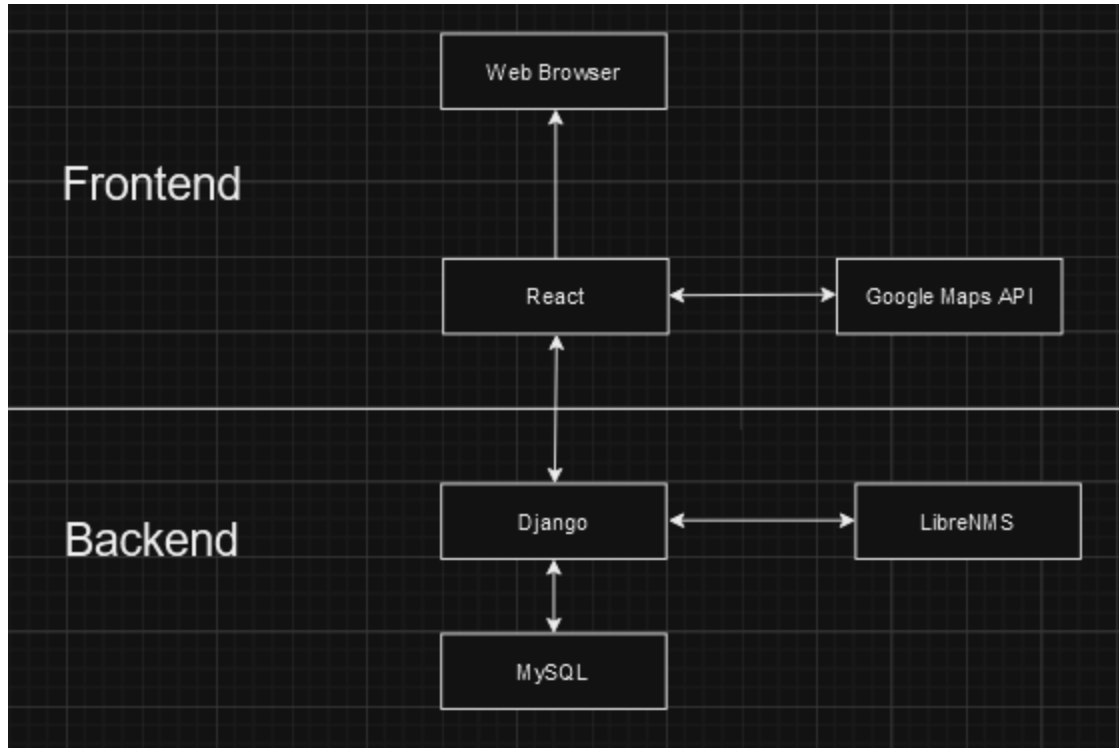 Web Browser
Frontend
React
Google Maps API
Django
LibreNMS
Backend
MySQL